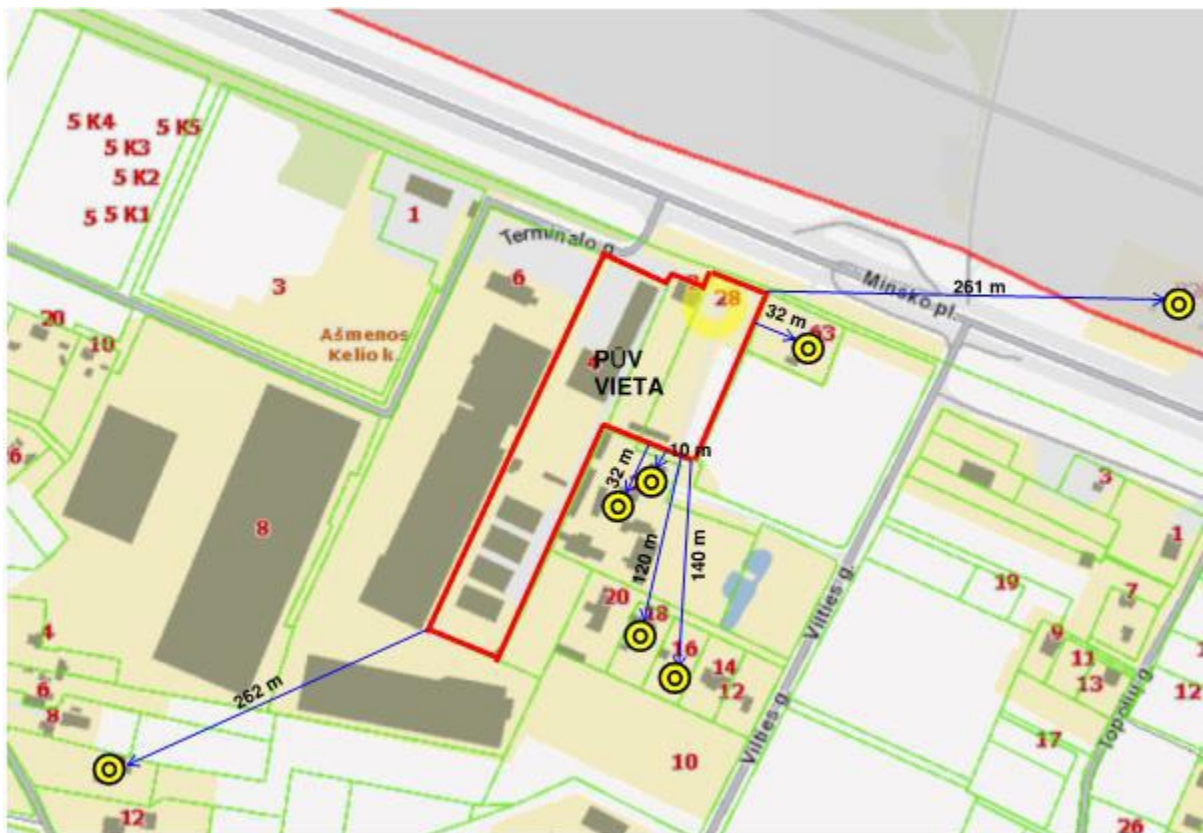 5 K4
5 K5
5 K3
5 K2
5
5 K1
1
Terminalo g.
6
3
28
Minsko pl.
261 m
32 m
63
20
10
Ašmenos
Kelio k.
4
PŪV
VIETA
10 m
32 m
3
8
120 m
140 m
1
19
20
18
7
Vilties g.
4
16
9
14
11
12
13
12
6
262 m
8
Vilties g.
Topolių g.
17
10
12
26